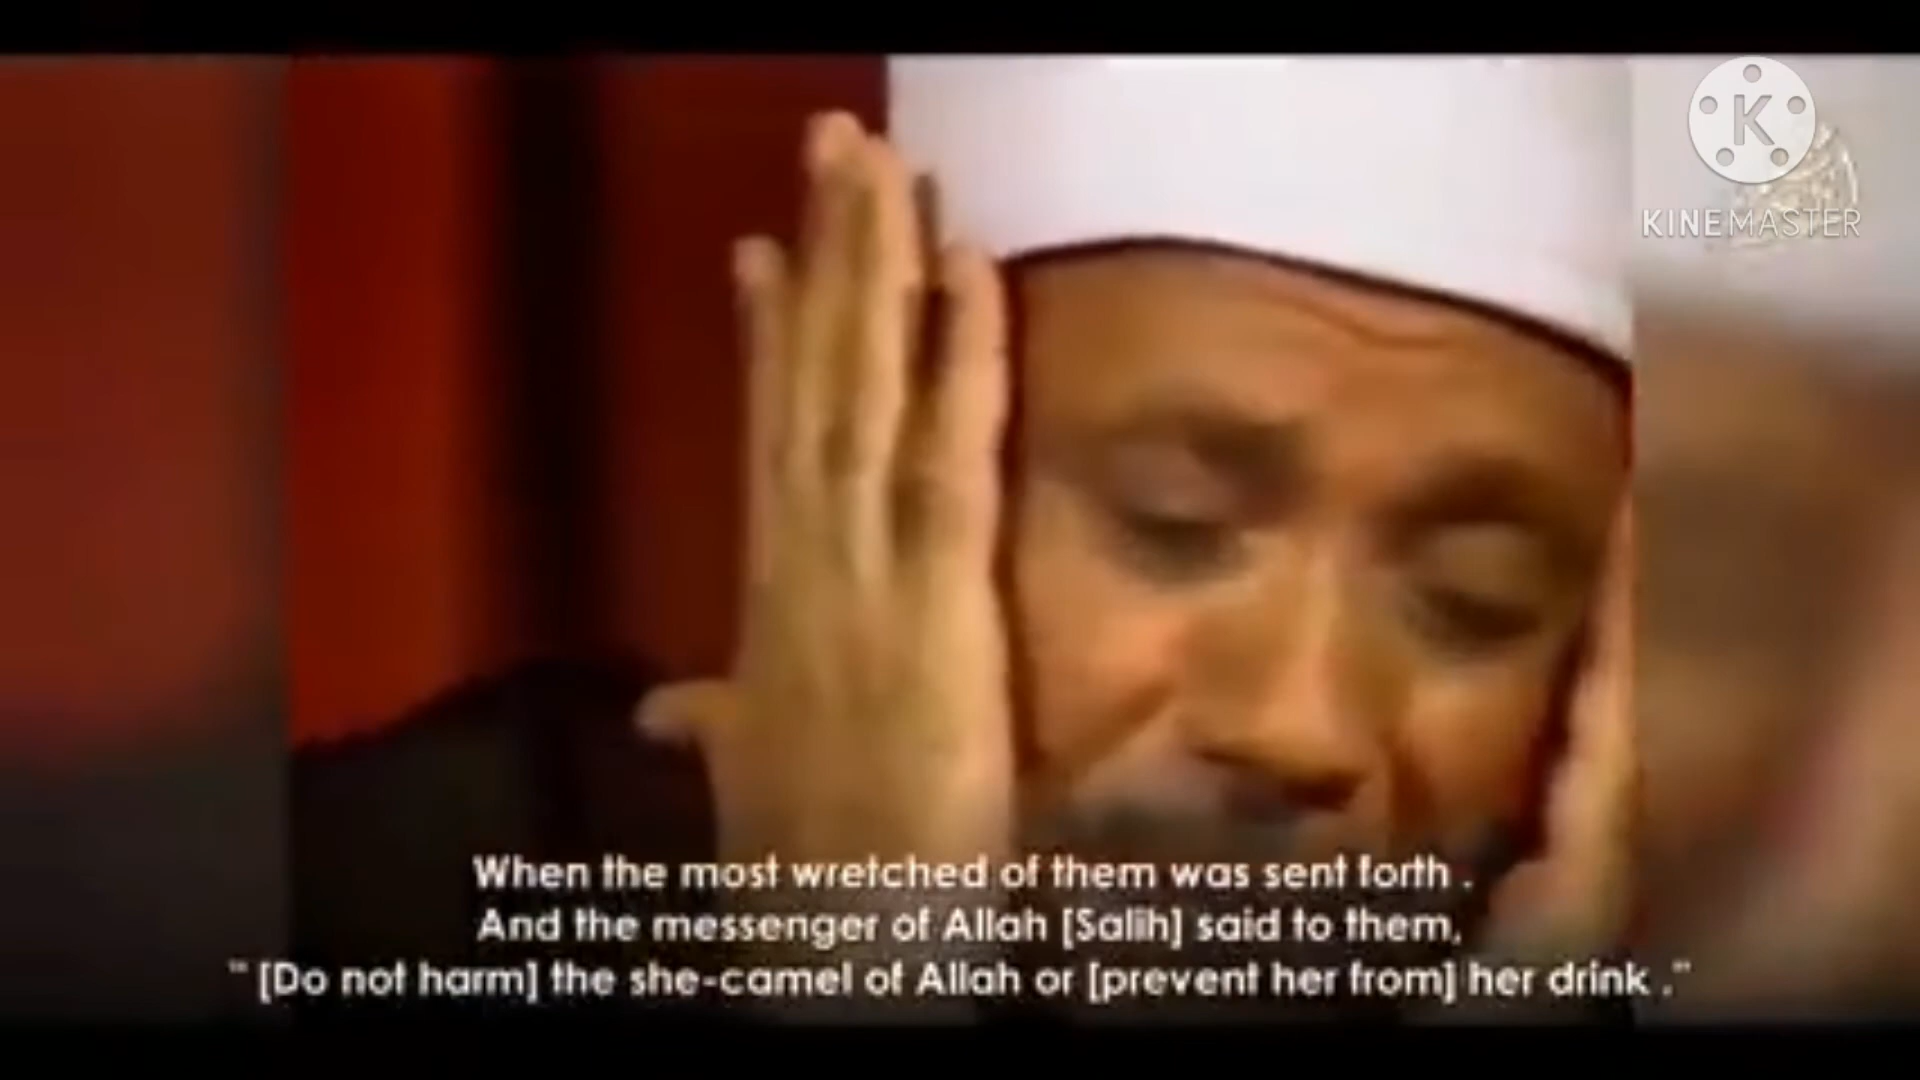 K
KINEMASTER
When the most wretched of them was sent forth .
And the messenger of Allah [Salih] said to them,
" [Do not harm] the she-camel of Allah or [prevent her from] her drink ."